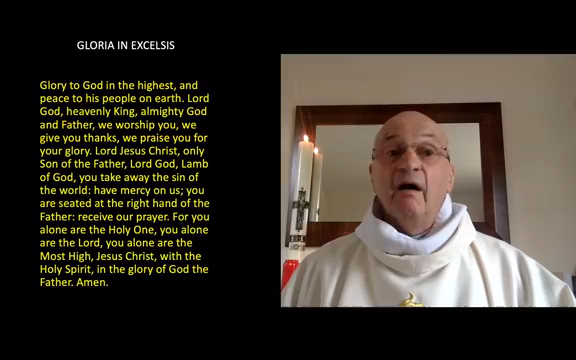 GLORIA IN EXCELSIS
Glory to God in the highest, and
peace to his people on earth. Lord
God, heavenly King, almighty God
and Father, we worship you, we
give you thanks, we praise you for
your glory. Lord Jesus Christ, only
Son of the Father, Lord God, Lamb
of God, you take away the sin of
the world: have mercy on us; you
are seated at the right hand of the
Father: receive our prayer. For you
alone are the Holy One, you alone
are the Lord, you alone are the
Most High, Jesus Christ, with the
Holy Spirit, in the glory of God the
Father. Amen.